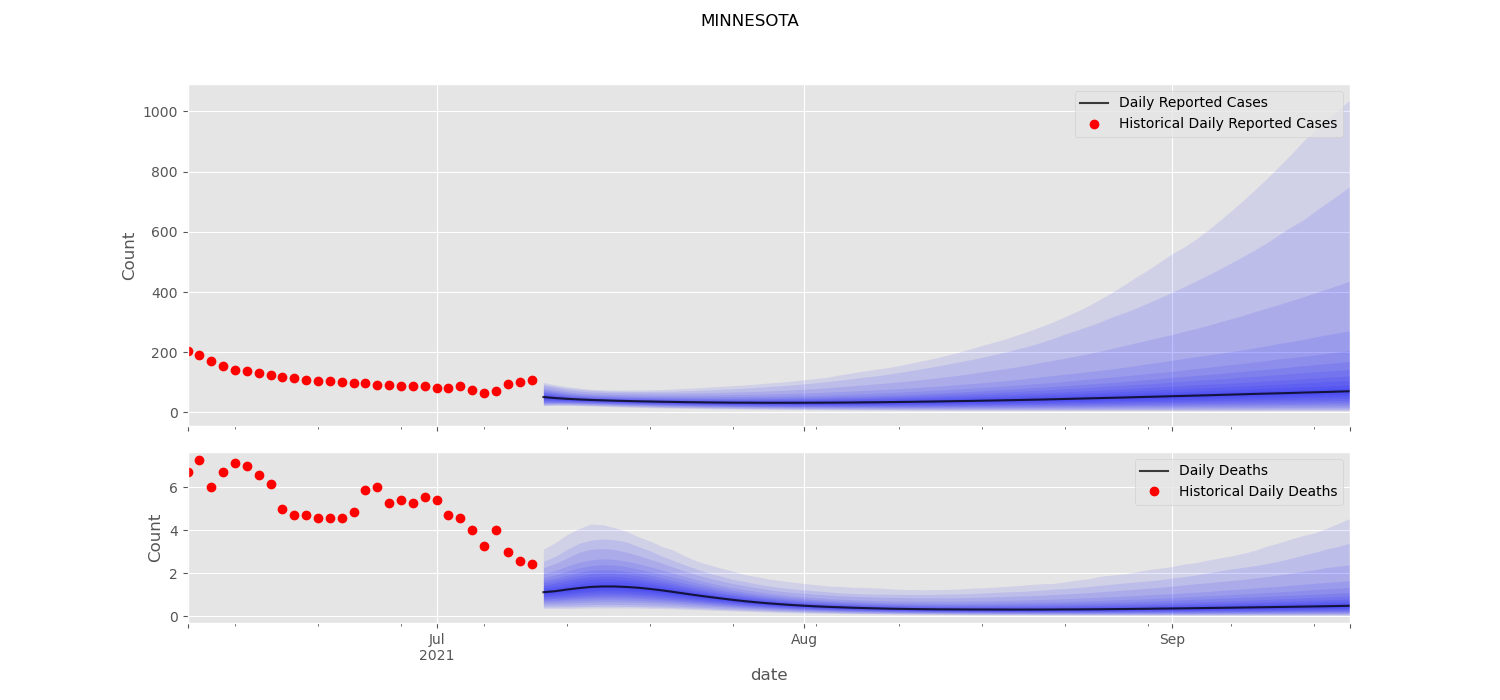 MINNESOTA
1000
800
600
400
200
0
Count
Daily Reported Cases
Historical Daily Reported Cases
6
4
2
0
Count
Daily Deaths
Historical Daily Deaths
Jul
2021
Aug
Sep
date